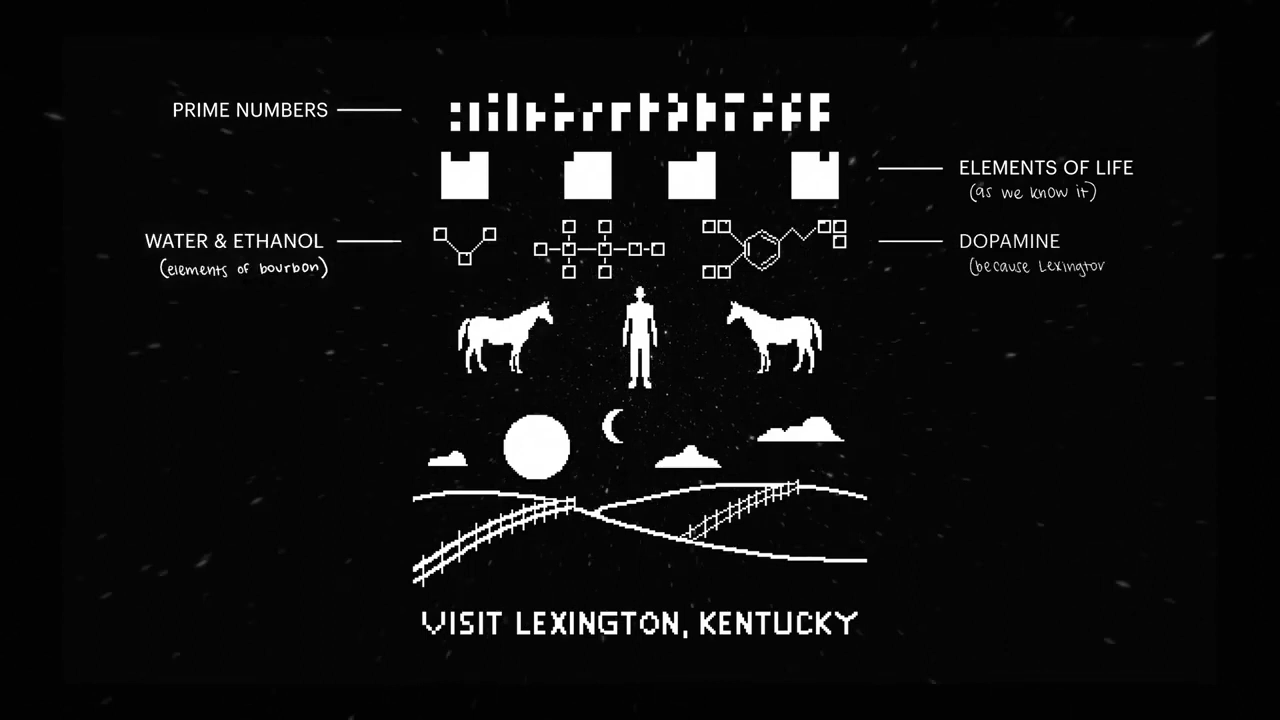 PRIME NUMBERS
ELEMENTS OF LIFE
(as we know it)
WATER & ETHANOL
(elements of bourbon)
DOPAMINE
(because Lexington
VISIT LEXINGTON, KENTUCKY